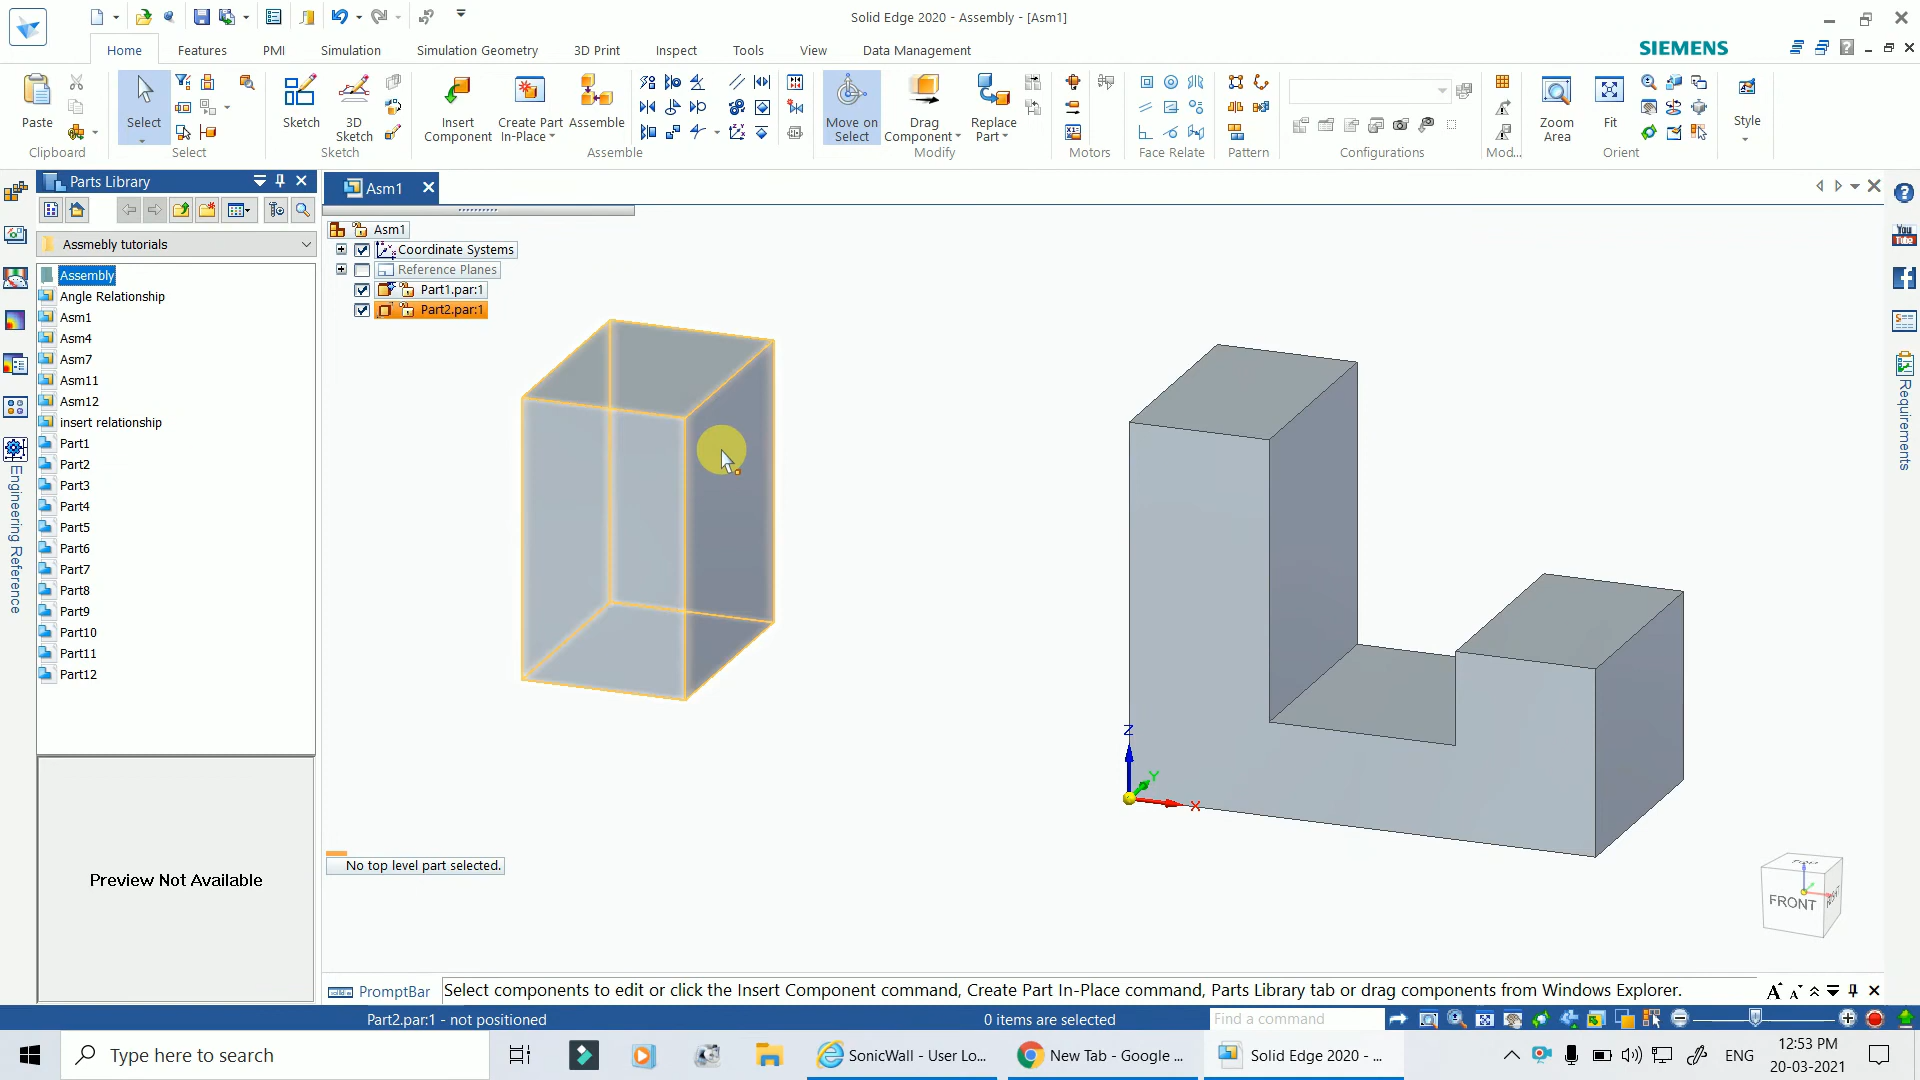 Solid Edge 2020 - Assembly - [Asm1]
Home
Features
PMI
Simulation
Simulation Geometry
3D Print
Inspect
Tools
View
Data Management
SIEMENS
Paste
Select
Sketch
3D
Sketch
Insert
Component
Create Part
In-Place
Assemble
Move on
Select
Drag
Component
Replace
Part
Zoom
Area
Fit
Style
Clipboard
Select
Sketch
Assemble
Modify
Motors
Face Relate
Pattern
Configurations
Mod...
Orient
Parts Library
Assmebly tutorials
Assembly
Angle Relationship
Asm1
Asm4
Asm7
Asm11
Asm12
insert relationship
Part1
Part2
Part3
Part4
Part5
Part6
Part7
Part8
Part9
Part10
Part11
Part12
Preview Not Available
Engineering Reference
Asm1
Asm1
Coordinate Systems
Reference Planes
Part1.par:1
Part2.par:1
Z
Y
X
No top level part selected.
FRONT
You
Tube
Requirements
PromptBar
Select components to edit or click the Insert Component command, Create Part In-Place command, Parts Library tab or drag components from Windows Explorer.
Part2.par:1 - not positioned
0 items are selected
Find a command
Type here to search
SonicWall - User Lo...
New Tab - Google ...
Solid Edge 2020 - ...
ENG
12:53 PM
20-03-2021